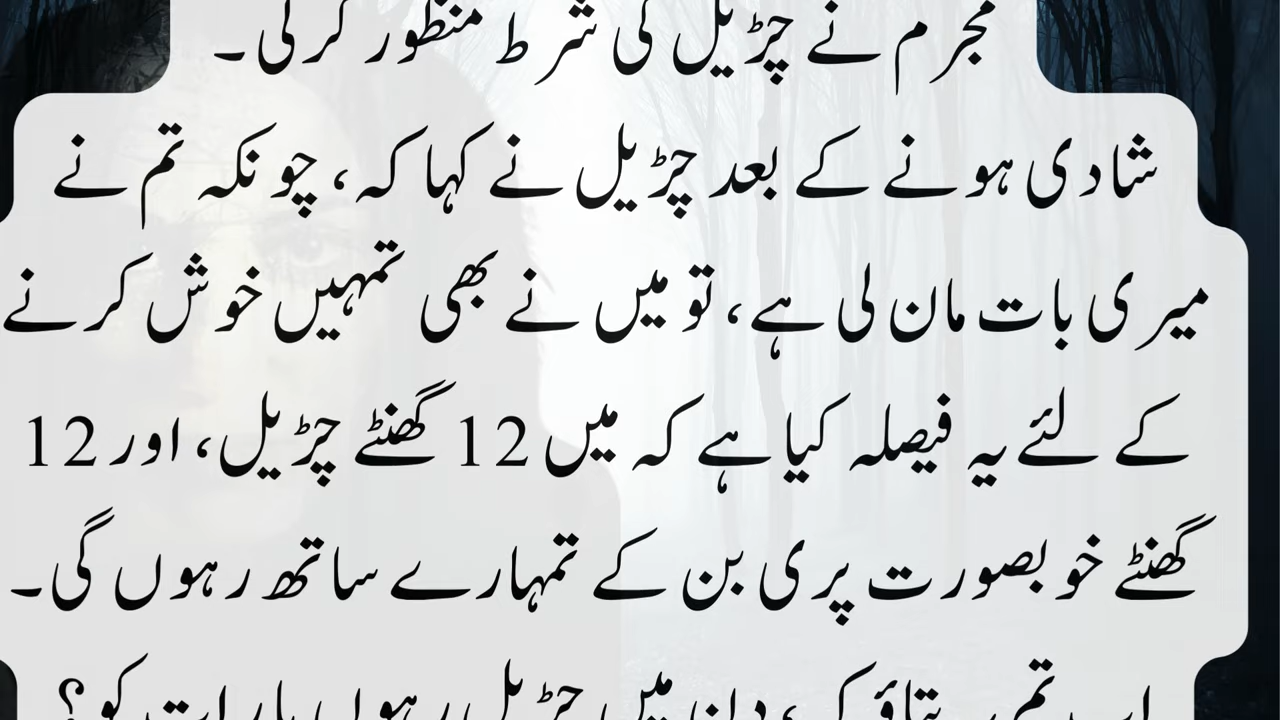 مجرم نے چڑیل کی شرط منظور کرلی۔
شادی ہونے کے بعد چڑیل نے کہا کہ، چونکہ تم نے
میری بات مان لی ہے، تو میں نے بھی تمہیں خوش کرنے
کے لئے یہ فیصلہ کیا ہے کہ میں 12 گھنٹے چڑیل، اور 12
گھنٹے خوبصورت پری بن کے تمہارے ساتھ رہوں گی۔
اب تم یہ بتاؤ کہ، دن میں چڑیل رہوں یا رات کو؟